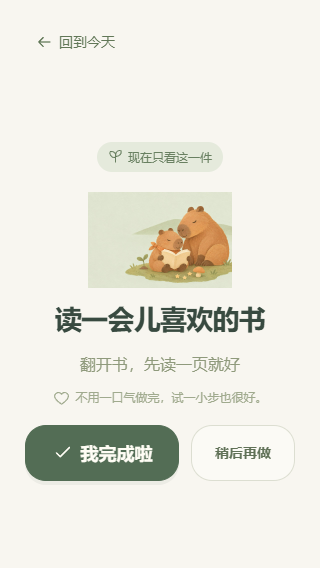 回到今天
现在只看这一件
读一会儿喜欢的书
翻开书，先读一页就好
不用一口气做完，试一小步也很好。
我完成啦
稍后再做